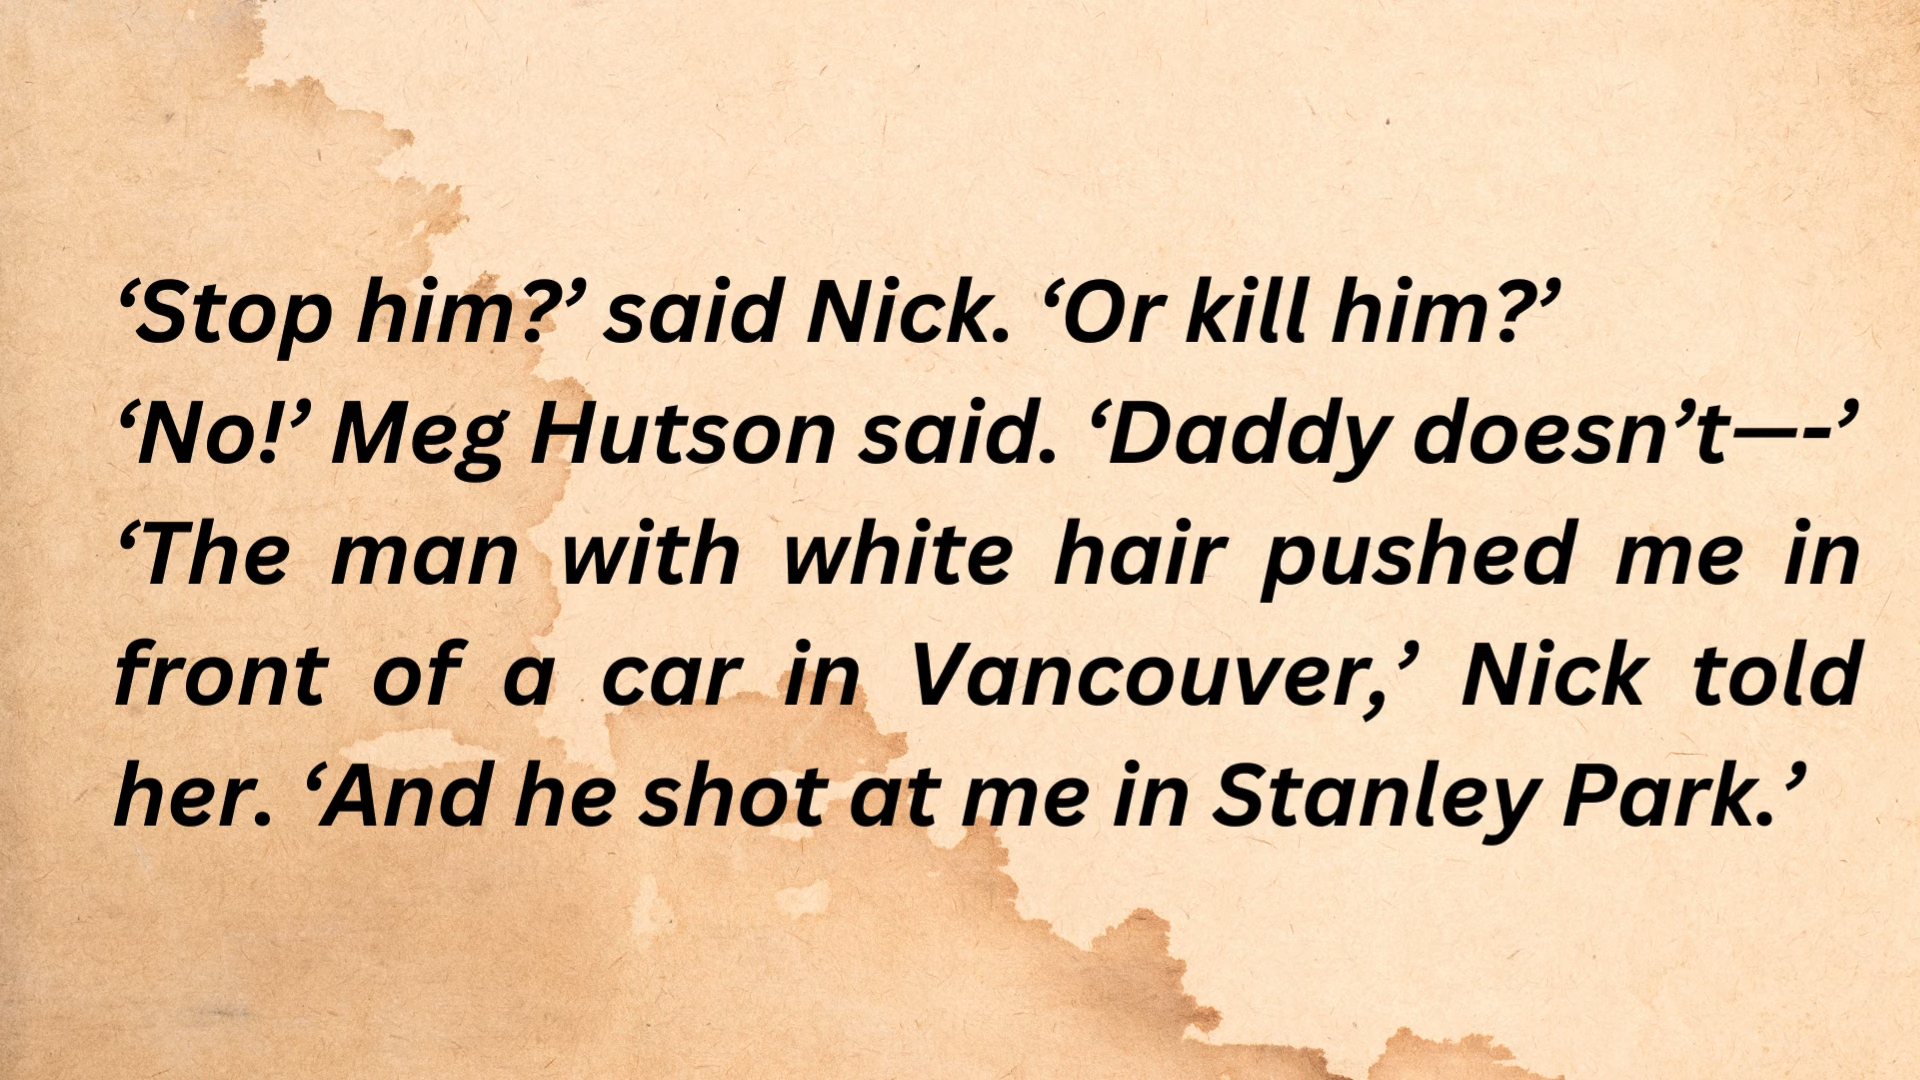 ‘Stop him?’ said Nick. ‘Or kill him?’
‘No!’ Meg Hutson said. ‘Daddy doesn’t—-’
‘The man with white hair pushed me in
front of a car in Vancouver,’ Nick told
her. ‘And he shot at me in Stanley Park.’